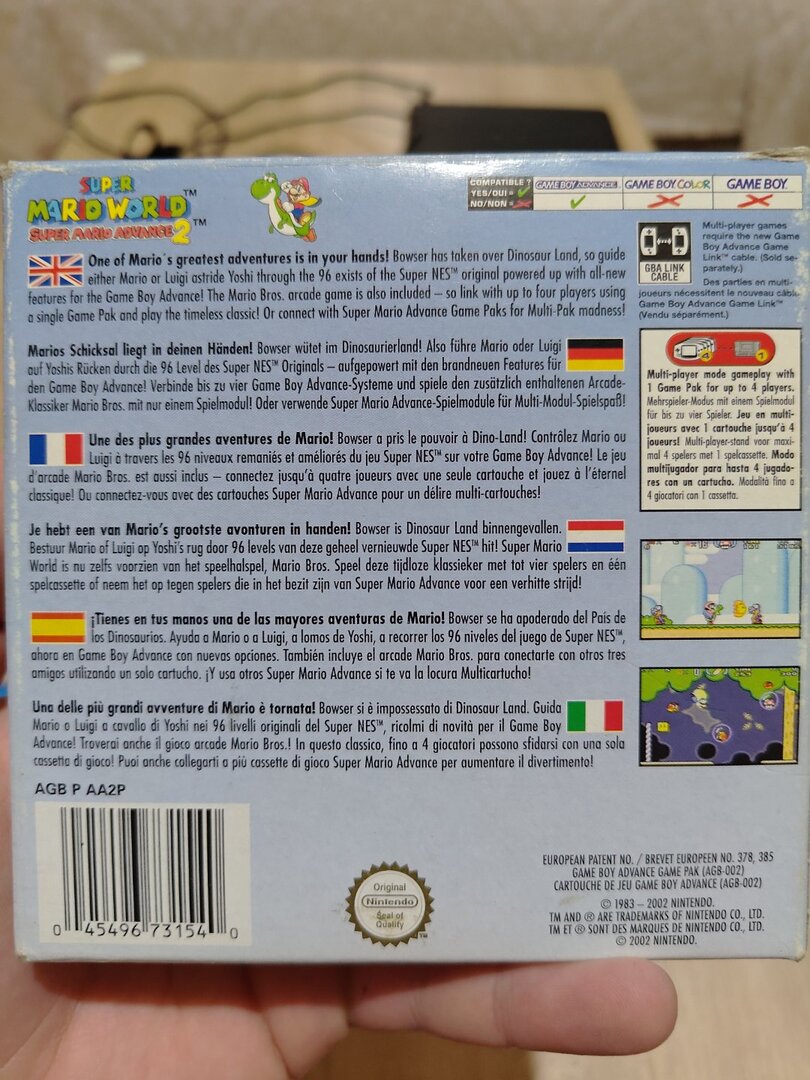 SUPER
MARIO WORLD™
SUPER MARIO ADVANCE 2™
COMPATIBLE ?
YES/OUI =
NO/NON =
GAME BOY ADVANCE
GAME BOY COLOR
GAME BOY
One of Mario´s greatest adventures is in your hands! Bowser has taken over Dinosaur Land, so guide
either Mario or Luigi astride Yoshi through the 96 exists of the Super NES™ original powered up with all-new
features for the Game Boy Advance! The Mario Bros. arcade game is also included – so link with up to four players using
a single Game Pak and play the timeless classic! Or connect with Super Mario Advance Game Paks for Multi-Pak madness!
Marios Schicksal liegt in deinen Händen! Bowser wütet im Dinosaurierland! Also führe Mario oder Luigi
auf Yoshis Rücken durch die 96 Level des Super NES™ Originals – aufgepowert mit den brandneuen Features für
den Game Boy Advance! Verbinde bis zu vier Game Boy Advance-Systeme und spiele den zusätzlich enthaltenen Arcade-
Klassiker Mario Bros. mit nur einem Spielmodul! Oder verwende Super Mario Advance-Spielmodule für Multi-Modul-Spielspaß!
Une des plus grandes aventures de Mario! Bowser a pris le pouvoir à Dino-Land! Contrôlez Mario ou
Luigi à travers les 96 niveaux remaniés et améliorés du jeu Super NES™ sur votre Game Boy Advance! Le jeu
d'arcade Mario Bros. est aussi inclus – connectez jusqu'à quatre joueurs avec une seule cartouche et jouez à l'éternel
classique! Ou connectez-vous avec des cartouches Super Mario Advance pour un délire multi-cartouches!
Je hebt een van Mario's grootste avonturen in handen! Bowser is Dinosaur Land binnengevallen.
Bestuur Mario of Luigi op Yoshi's rug door 96 levels van deze geheel vernieuwde Super NES™ hit! Super Mario
World is nu zelfs voorzien van het speelhalspel, Mario Bros. Speel deze tijdloze klassieker met tot vier spelers en één
spelcassette of neem het op tegen spelers die in het bezit zijn van Super Mario Advance voor een verhitte strijd!
¡Tienes en tus manos una de las mayores aventuras de Mario! Bowser se ha apoderado del País de
los Dinosaurios. Ayuda a Mario o a Luigi, a lomos de Yoshi, a recorrer los 96 niveles del juego de Super NES™,
ahora en Game Boy Advance con nuevas opciones. También incluye el arcade Mario Bros. para conectarte con otros tres
amigos utilizando un solo cartucho. ¡Y usa otros Super Mario Advance si te va la locura Multicartucho!
Una delle più grandi avventure di Mario è tornata! Bowser si è impossessato di Dinosaur Land. Guida
Mario o Luigi a cavallo di Yoshi nei 96 livelli originali del Super NES™, ricolmi di novità per il Game Boy
Advance! Troverai anche il gioco arcade Mario Bros.! In questo classico, fino a 4 giocatori possono sfidarsi con una sola
cassetta di gioco! Puoi anche collegarti a più cassette di gioco Super Mario Advance per aumentare il divertimento!
GBA LINK
CABLE
Multi-player games
require the new Game
Boy Advance Game
Link™ cable. (Sold se-
parately.)
Des parties en multi-
joueurs nécessitent le nouveau câble
Game Boy Advance Game Link™
(Vendu séparement.)
4
1
Multi-player mode gameplay with
1 Game Pak for up to 4 players.
Mehrspieler-Modus mit einem Spielmodul
für bis zu vier Spieler. Jeu en multi-
joueurs avec 1 cartouche jusqu'à 4
joueurs! Multi-player-stand voor maxi-
mal 4 spelers met 1 spelcassette. Modo
multijugador para hasta 4 jugado-
res con un cartucho. Modalità fino a
4 giocatori con 1 cassetta.
AGB P AA2P
0 45496 73154 0
Original
Nintendo
Seal of
Quality
™
EUROPEAN PATENT NO. / BREVET EUROPEEN NO. 378, 385
GAME BOY ADVANCE GAME PAK (AGB-002)
CARTOUCHE DE JEU GAME BOY ADVANCE (AGB-002)
© 1983 – 2002 NINTENDO.
TM AND ® ARE TRADEMARKS OF NINTENDO CO., LTD.
TM ET ® SONT DES MARQUES DE NINTENDO CO., LTD.
© 2002 NINTENDO.